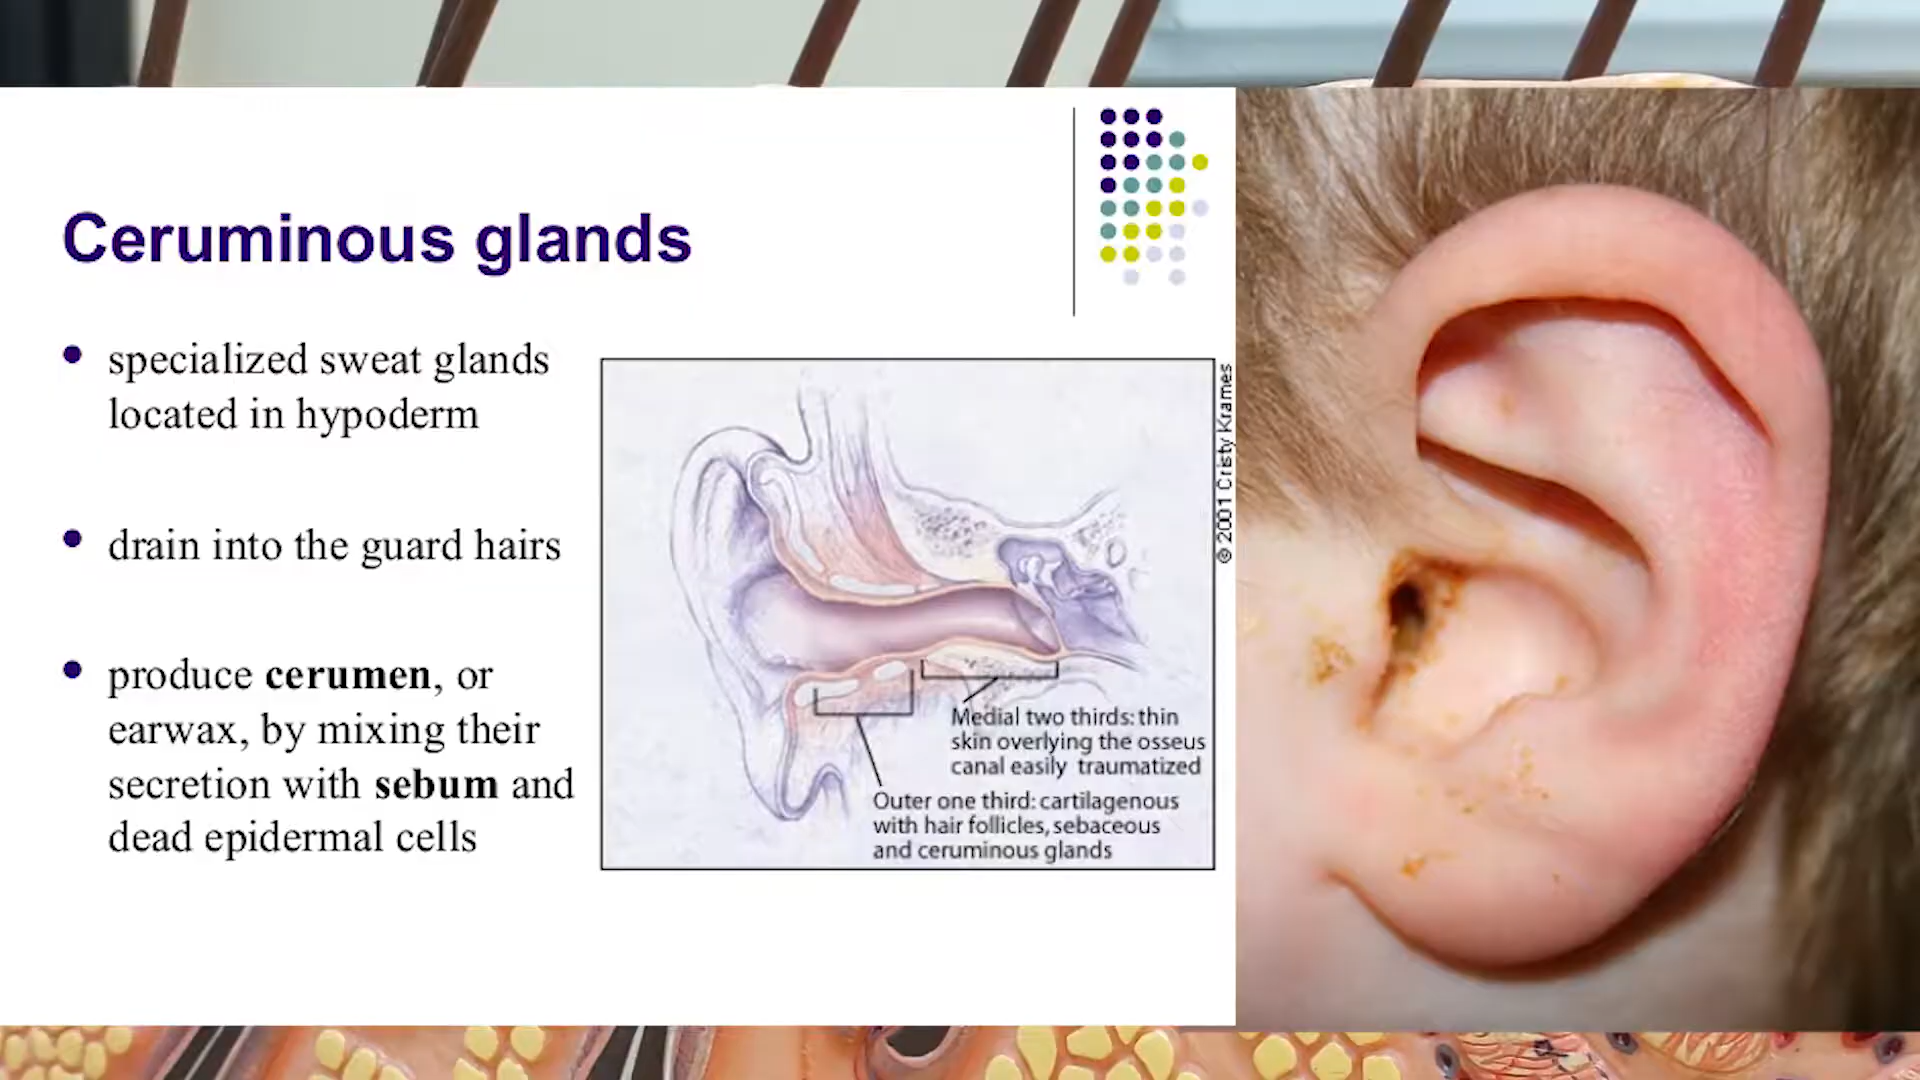 Ceruminous glands
specialized sweat glands
located in hypoderm
drain into the guard hairs
produce cerumen, or
earwax, by mixing their
secretion with sebum and
dead epidermal cells
Medial two thirds: thin
skin overlying the osseus
canal easily traumatized
Outer one third: cartilagenous
with hair follicles, sebaceous
and ceruminous glands
© 2001 Cristy Krames